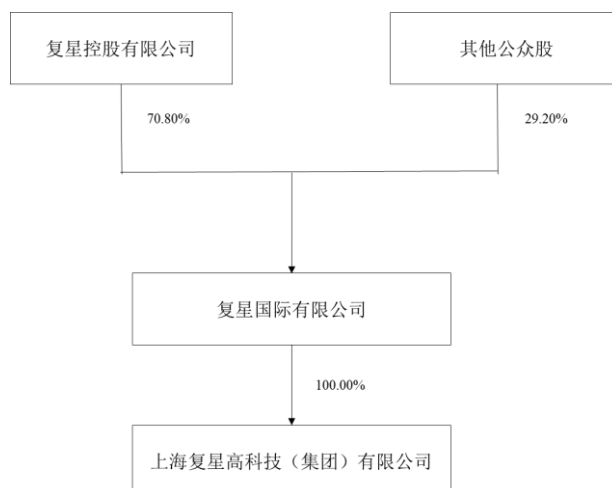 复星控股有限公司
其他公众股
70.80%
29.20%
复星国际有限公司
100.00%
上海复星高科技（集团）有限公司